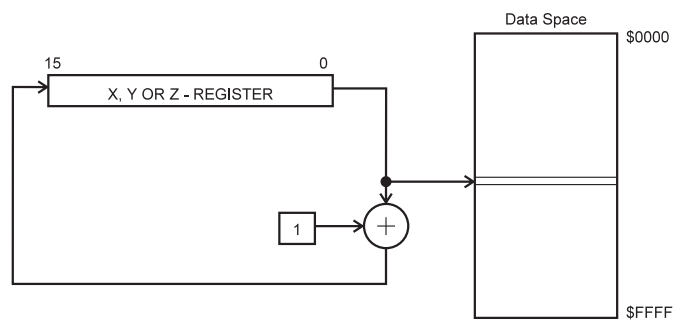 Data Space
$0000
15 0
X, Y OR Z - REGISTER
1
+
$FFFF